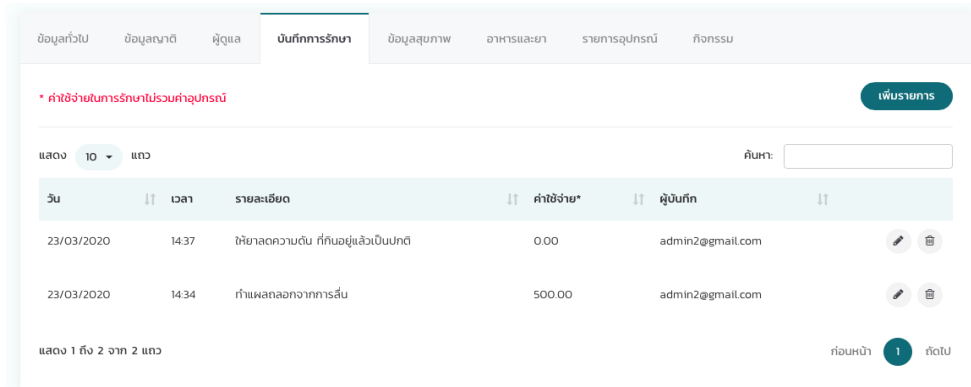 ข้อมูลทั่วไป ข้อมูลญาติ ผู้ดูแล บันทึกการรักษา ข้อมูลสุขภาพ อาหารและยา รายการอุปกรณ์ กิจกรรม
* ค่าใช้จ่ายในการรักษาไม่รวมค่าอุปกรณ์ เพิ่มรายการ
แสดง 10 แถว ค้นหา:
วัน เวลา รายละเอียด ค่าใช้จ่าย* ผู้บันทึก
23/03/2020 14:37 ให้ยาลดความดัน ที่กินอยู่แล้วเป็นปกติ 0.00 admin2@gmail.com
23/03/2020 14:34 ทำแผลถลอกจากการลื่น 500.00 admin2@gmail.com
แสดง 1 ถึง 2 จาก 2 แถว ก่อนหน้า 1 ถัดไป